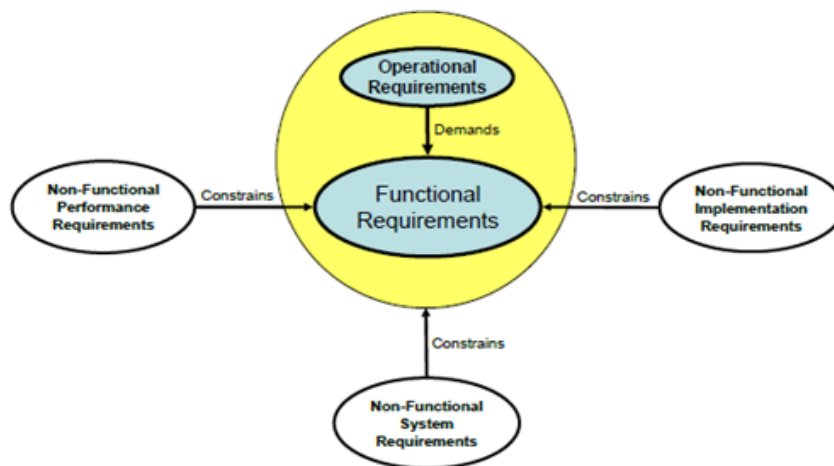 Operational
Requirements
Demands
Non-Functional
Performance
Requirements
Constrains
Functional
Requirements
Constrains
Non-Functional
Implementation
Requirements
Constrains
Non-Functional
System
Requirements